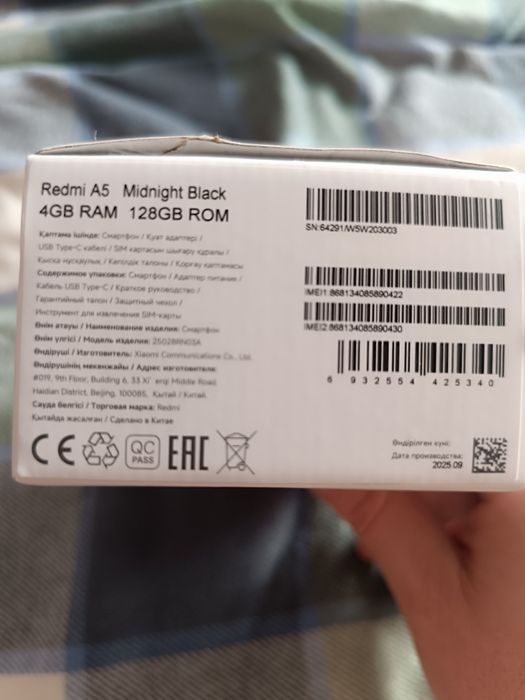 Redmi A5 Midnight Black
4GB RAM 128GB ROM
Қаптама ішінде: Смартфон / Қуат адаптері /
USB Type-C кабелі / SIM картасын шығару құралы /
Қысқа нұсқаулық / Кепілдік талоны / Қорғау қаптамасы
Содержимое упаковки: Смартфон / Адаптер питания /
Кабель USB Type-C / Краткое руководство /
Гарантийный талон / Защитный чехол /
Инструмент для извлечения SIM-карты
Өнім атауы / Наименование изделия: Смартфон
Өнім үлгісі / Модель изделия: 25028RN03A
Өндіруші / Изготовитель: Xiaomi Communications Co., Ltd.
Өндірушінің мекенжайы / Адрес изготовителя:
#019, 9th Floor, Building 6, 33 Xi' erqi Middle Road,
Haidian District, Beijing, 100085, Қытай / Китай
Сауда белгісі / Торговая марка: Redmi
Қытайда жасалған / Сделано в Китае
CE
QC
PASS
EAC
SN:64291/W5W203003
IMEI1:868134085890422
IMEI2:868134085890430
6 932554 425340
Өндірілген күні:
Дата производства:
2025.09